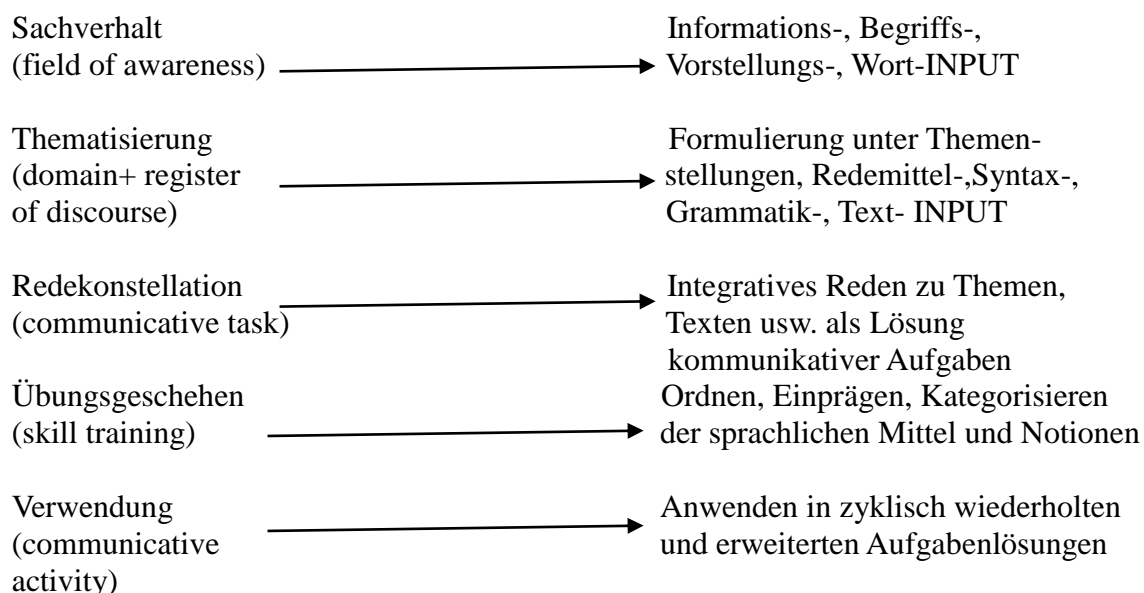 Sachverhalt
(field of awareness)
Informations-, Begriffs-,
Vorstellungs-, Wort-INPUT
Thematisierung
(domain+ register
of discourse)
Formulierung unter Themen-
stellungen, Redemittel-,Syntax-,
Grammatik-, Text- INPUT
Redekonstellation
(communicative task)
Integratives Reden zu Themen,
Texten usw. als Lösung
kommunikativer Aufgaben
Übungsgeschehen
(skill training)
Ordnen, Einprägen, Kategorisieren
der sprachlichen Mittel und Notionen
Verwendung
(communicative
activity)
Anwenden in zyklisch wiederholten
und erweiterten Aufgabenlösungen